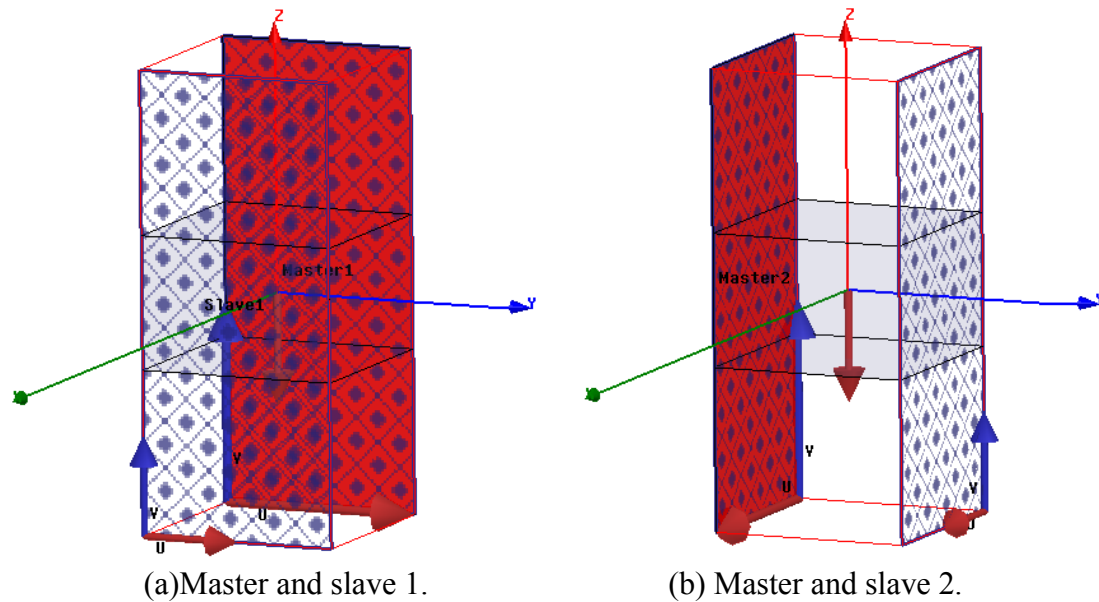 Z
Z
Master1
Slave1
Y
Master2
Y
X
X
V
V
U
U
V
U
V
U
(a)Master and slave 1.
(b) Master and slave 2.